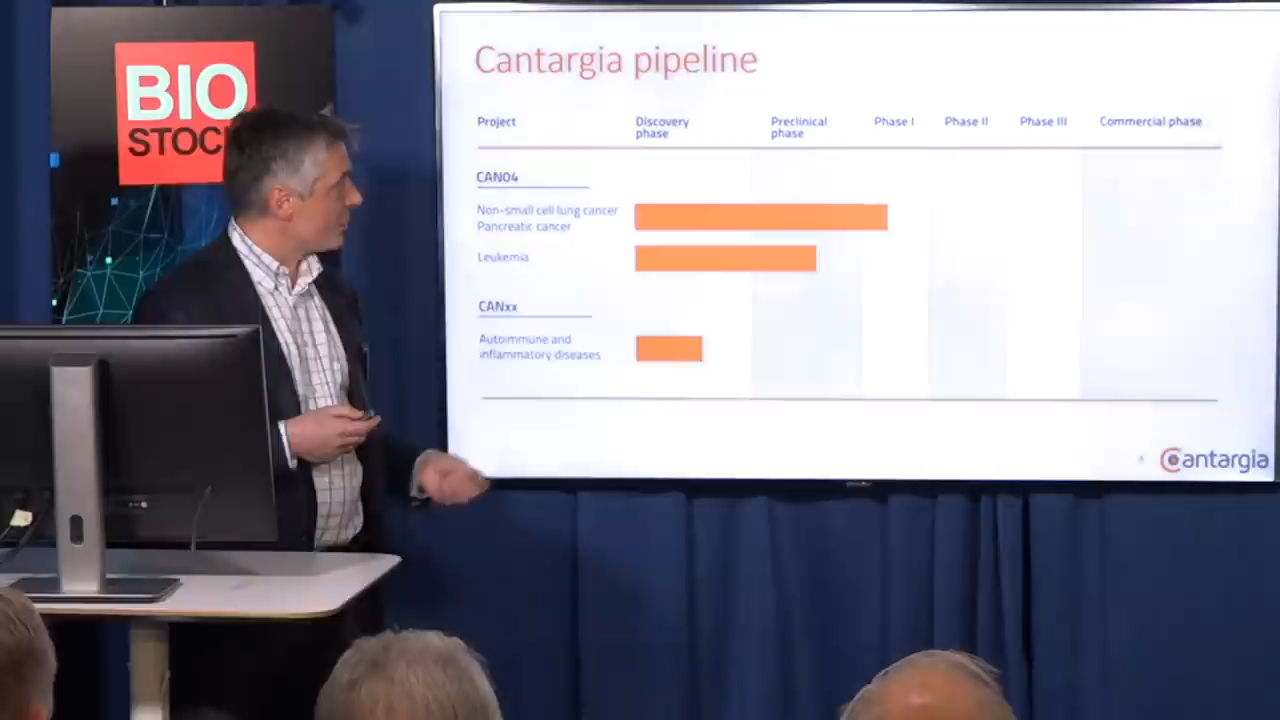 BIO
STOC
Cantargia pipeline
Project
Discovery
phase
Preclinical
phase
Phase I
Phase II
Phase III
Commercial phase
CAN04
Non-small cell lung cancer
Pancreatic cancer
Leukemia
CANxx
Autoimmune and
inflammatory diseases
Cantargia